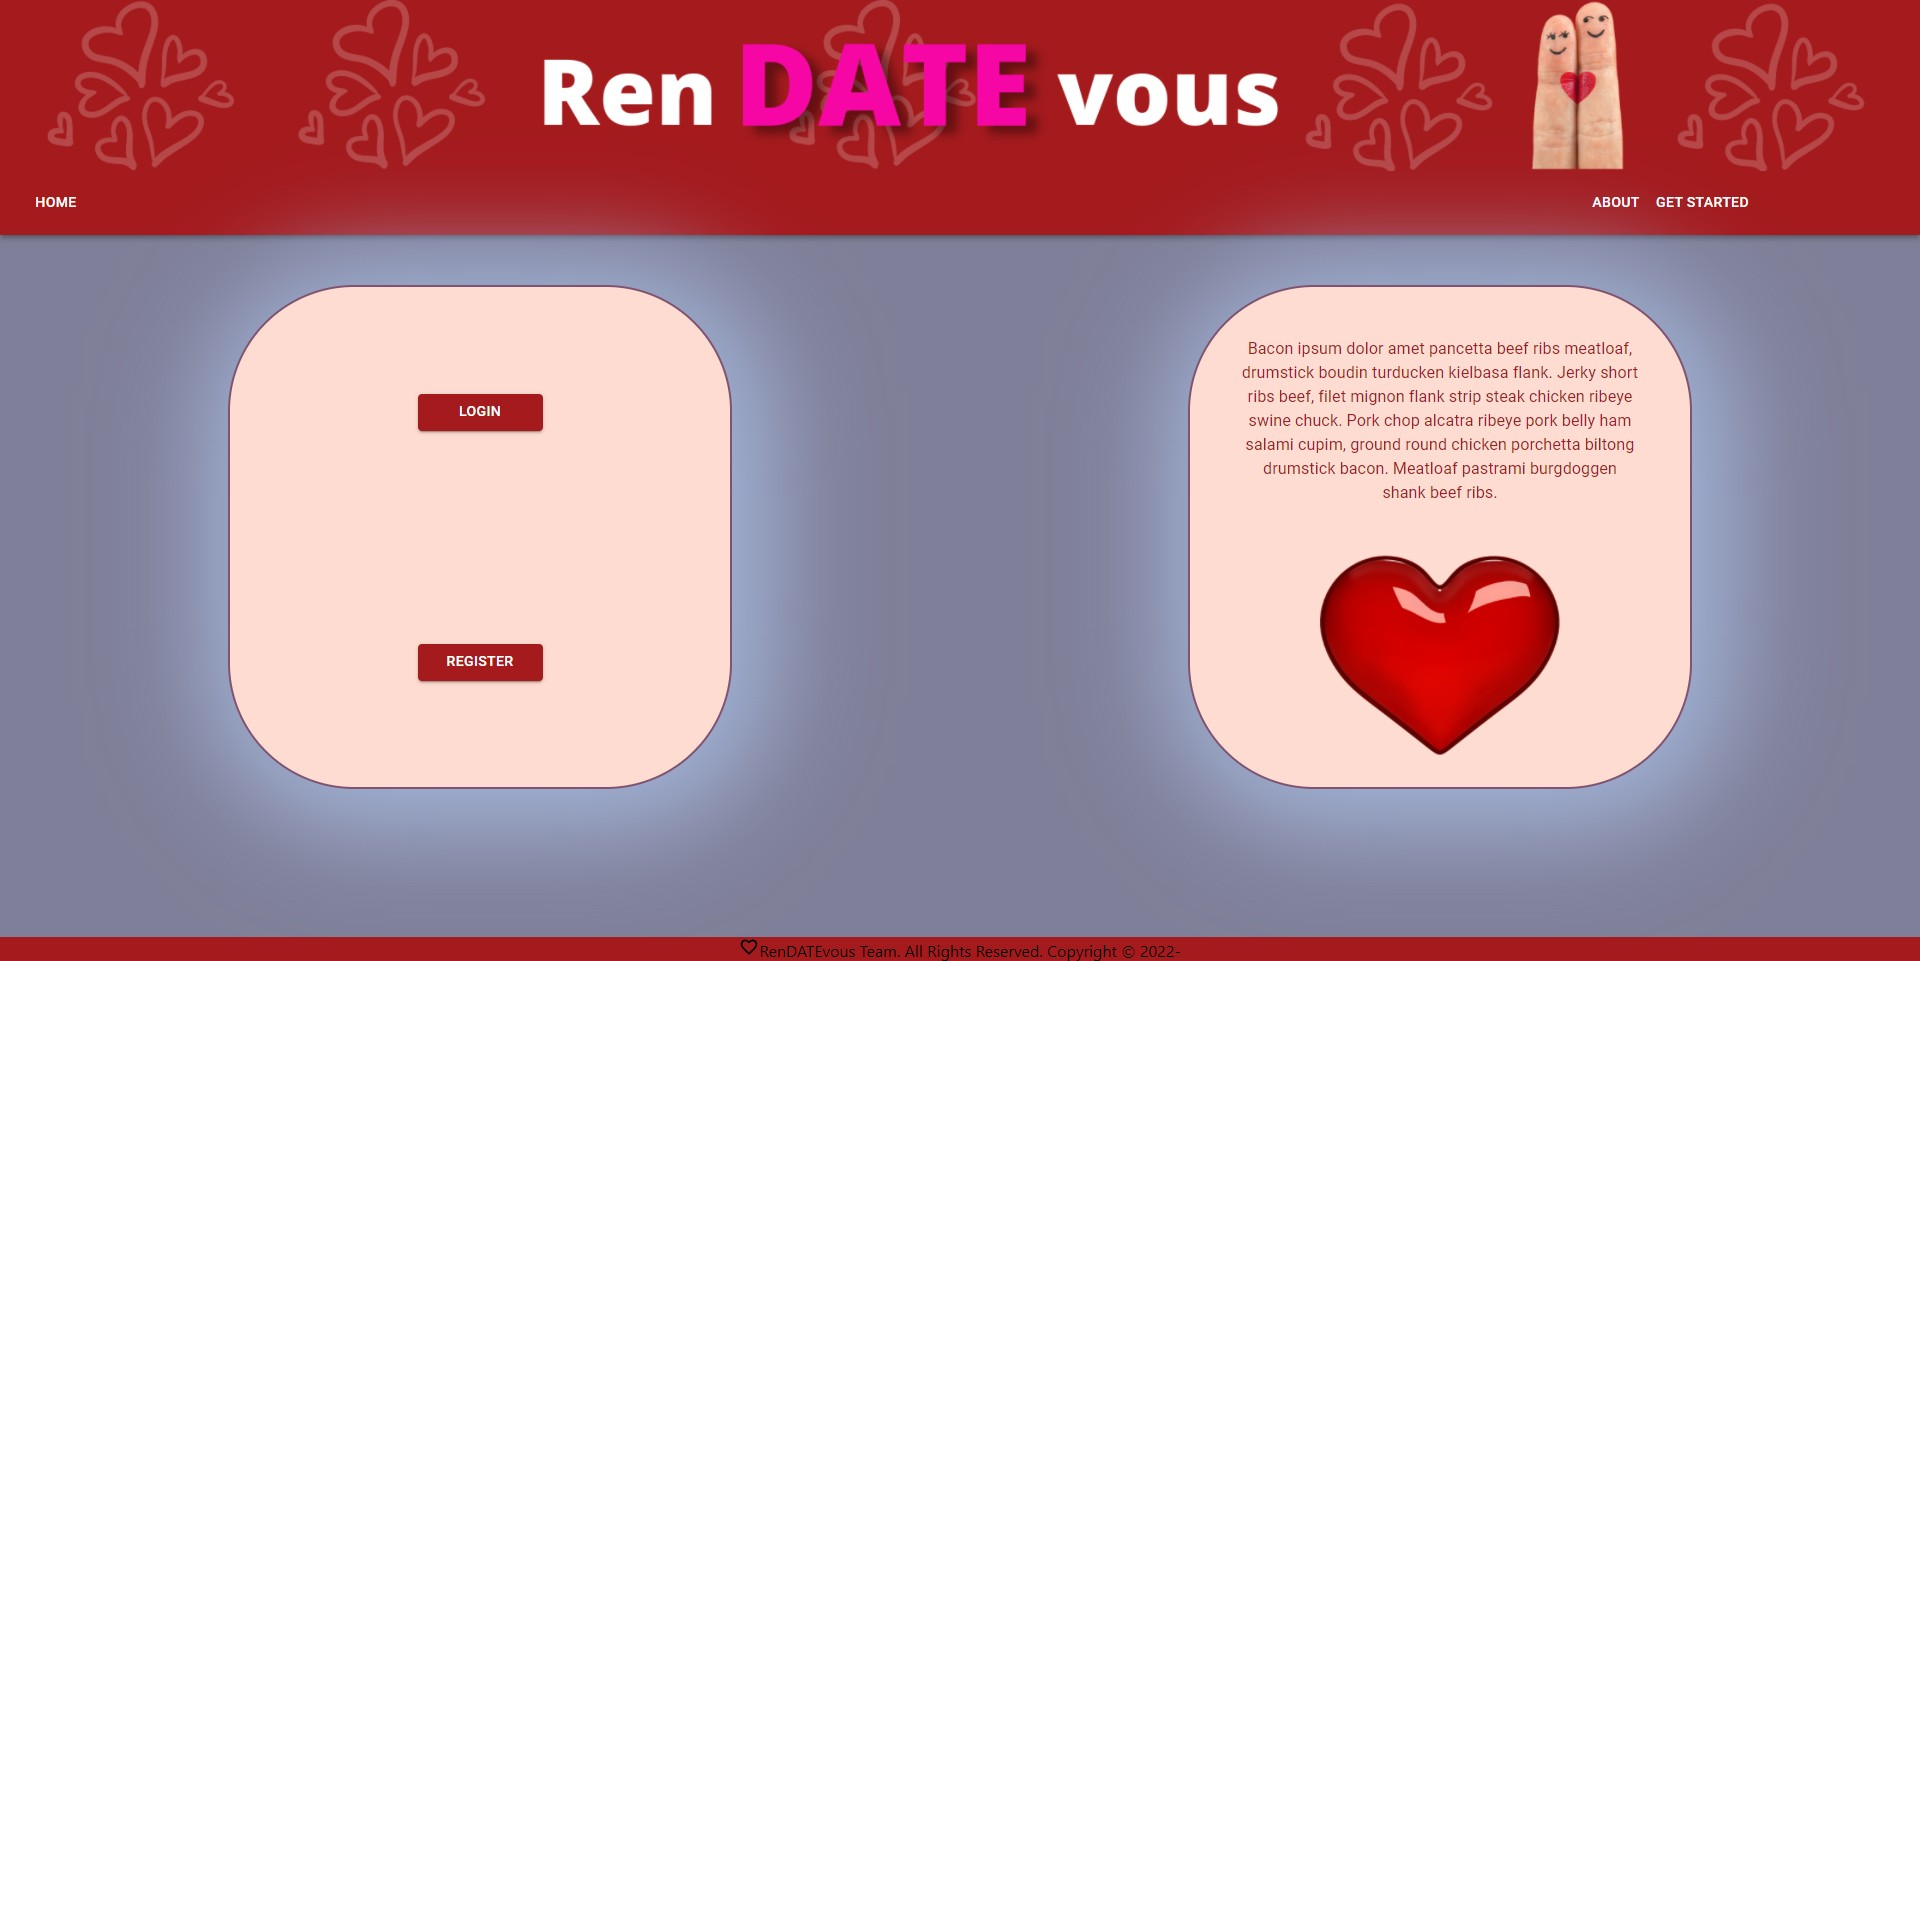 Ren DATE vous
HOME
ABOUT
GET STARTED
LOGIN
REGISTER
Bacon ipsum dolor amet pancetta beef ribs meatloaf,
drumstick boudin turducken kielbasa flank. Jerky short
ribs beef, filet mignon flank strip steak chicken ribeye
swine chuck. Pork chop alcatra ribeye pork belly ham
salami cupim, ground round chicken porchetta biltong
drumstick bacon. Meatloaf pastrami burgdoggen
shank beef ribs.
RenDATEvous Team. All Rights Reserved. Copyright © 2022-